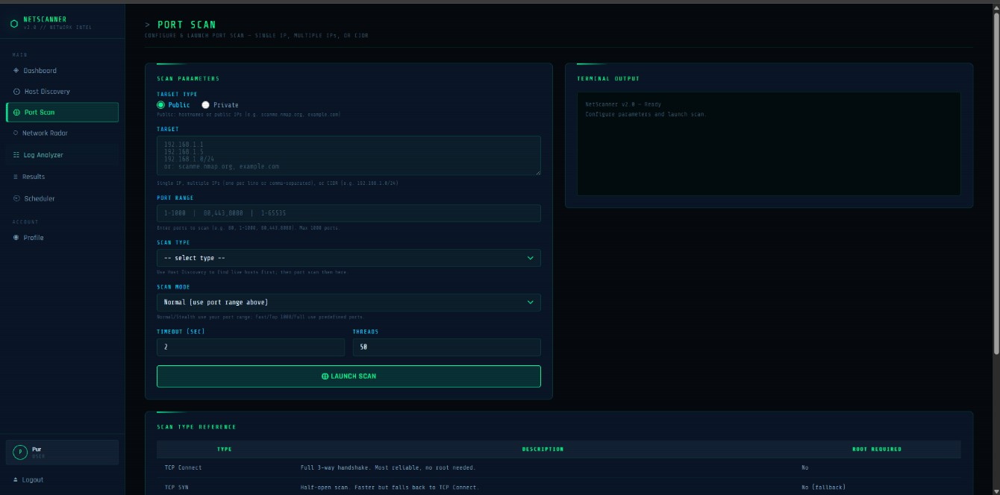 NETSCANNER
v2.0 // NETWORK INTEL
MAIN
Dashboard
Host Discovery
Port Scan
Network Radar
Log Analyzer
Results
Scheduler
ACCOUNT
Profile
P
Pur
USER
Logout
> PORT SCAN
CONFIGURE & LAUNCH PORT SCAN — SINGLE IP, MULTIPLE IPs, OR CIDR
SCAN PARAMETERS
TARGET TYPE
Public Private
Public: hostnames or public IPs (e.g. scanme.nmap.org, example.com)
TARGET
192.168.1.1
192.168.1.5
192.168.1.0/24
or: scanme.nmap.org, example.com
Single IP, multiple IPs (one per line or comma-separated), or CIDR (e.g. 192.168.1.0/24)
PORT RANGE
1-1000 | 80,443,8080 | 1-65535
Enter ports to scan (e.g. 80, 1-1000, 80,443,8080). Max 1000 ports.
SCAN TYPE
-- select type --
Use Host Discovery to find live hosts first; then port scan them here.
SCAN MODE
Normal (use port range above)
Normal/Stealth use your port range; Fast/Top 1000/Full use predefined ports.
TIMEOUT (SEC) THREADS
2 50
LAUNCH SCAN
TERMINAL OUTPUT
NetScanner v2.0 — Ready
Configure parameters and launch scan.
SCAN TYPE REFERENCE
TYPE DESCRIPTION ROOT REQUIRED
TCP Connect Full 3-way handshake. Most reliable, no root needed. No
TCP SYN Half-open scan. Faster but falls back to TCP Connect. No (fallback)